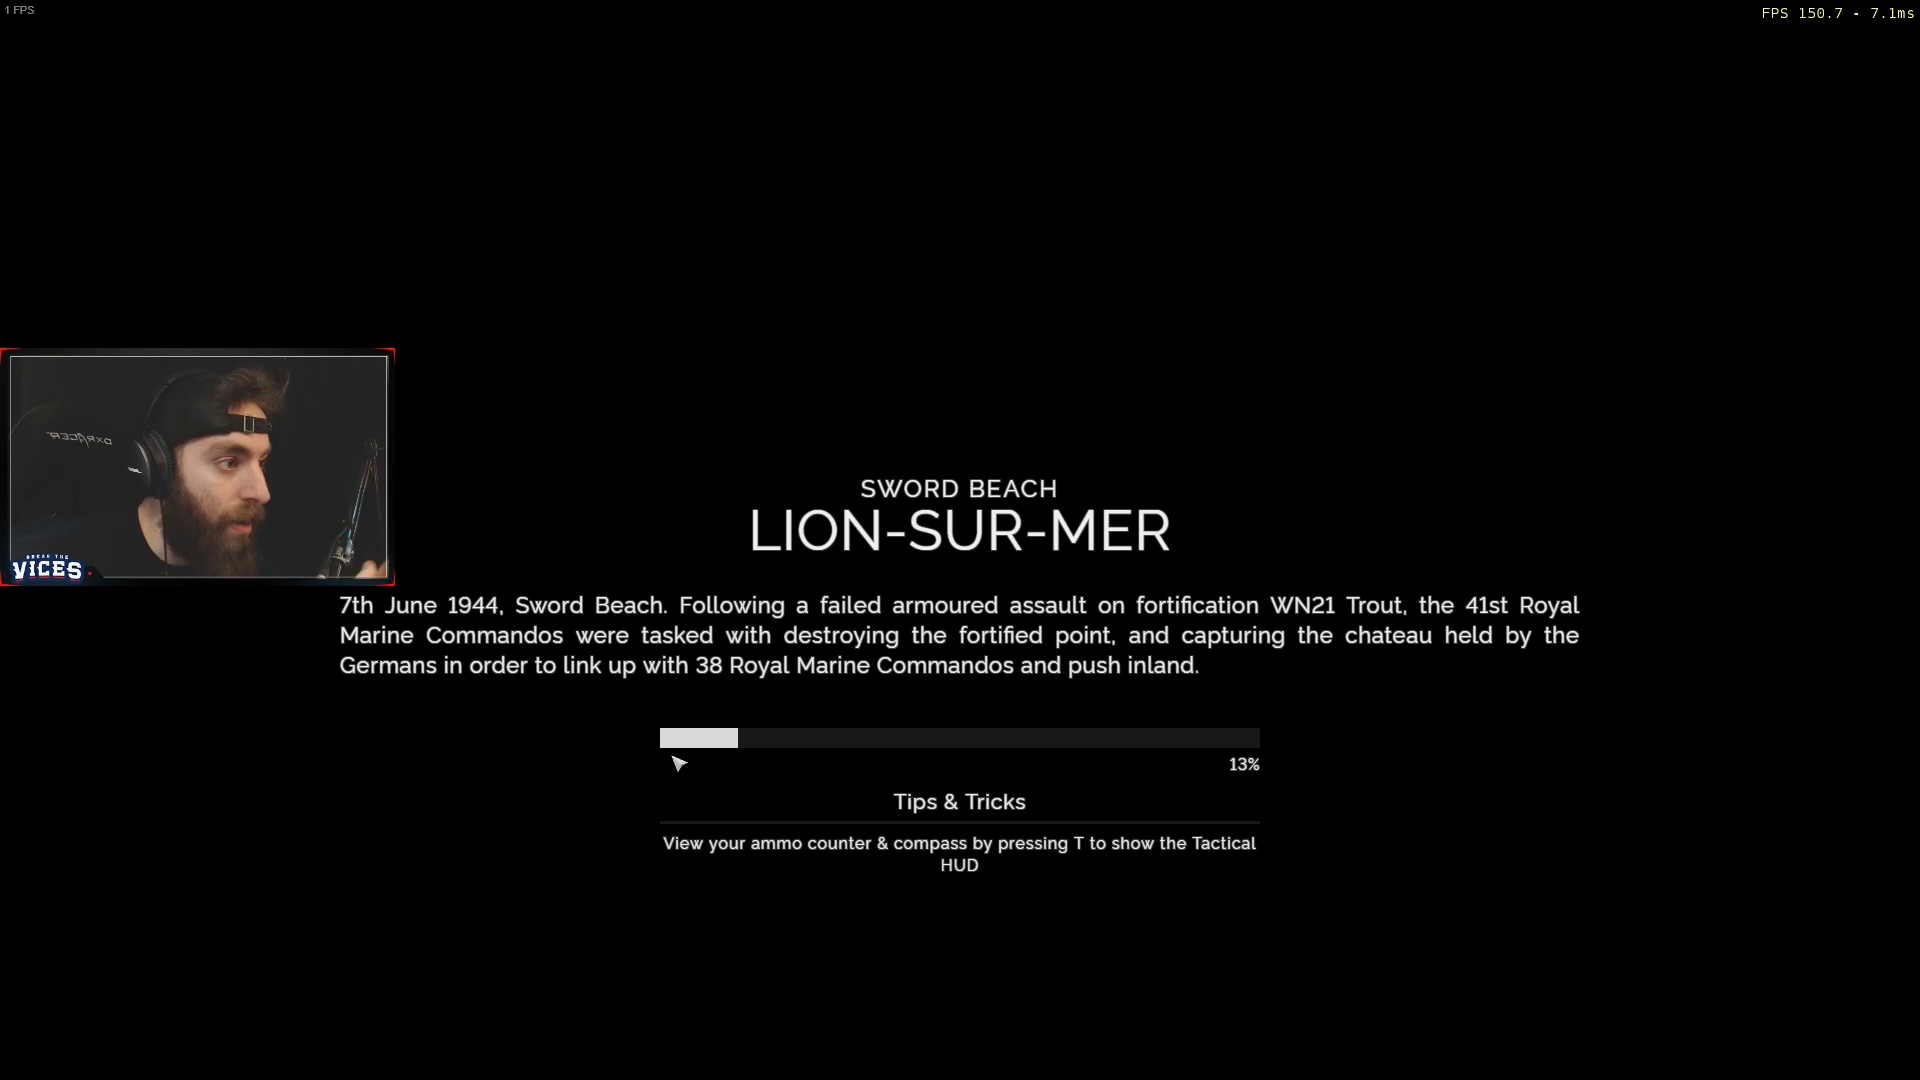 1 FPS
FPS 150.7 - 7.1ms
DXRACER
BREAK THE
VICES
SWORD BEACH
LION-SUR-MER
7th June 1944, Sword Beach. Following a failed armoured assault on fortification WN21 Trout, the 41st Royal
Marine Commandos were tasked with destroying the fortified point, and capturing the chateau held by the
Germans in order to link up with 38 Royal Marine Commandos and push inland.
13%
Tips & Tricks
View your ammo counter & compass by pressing T to show the Tactical
HUD